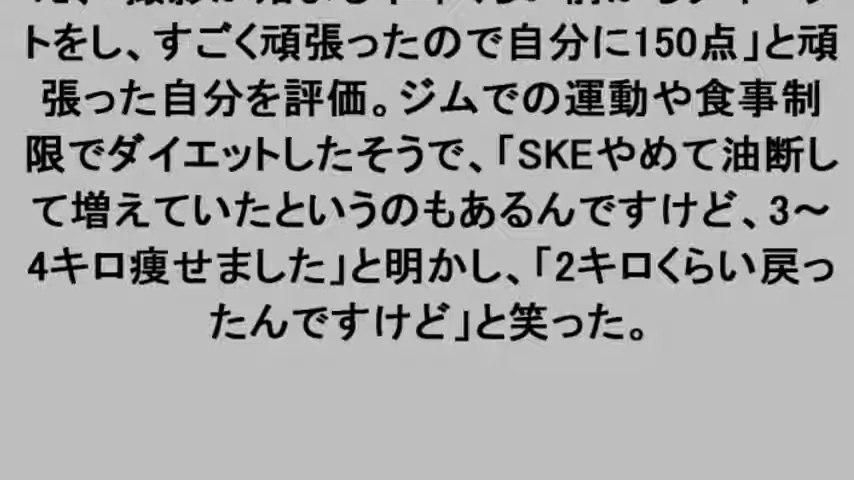 トをし、すごく頑張ったので自分に150点」と頑
張った自分を評価。ジムでの運動や食事制
限でダイエットしたそうで、「SKEやめて油断し
て増えていたというのもあるんですけど、3～
4キロ痩せました」と明かし、「2キロくらい戻っ
たんですけど」と笑った。